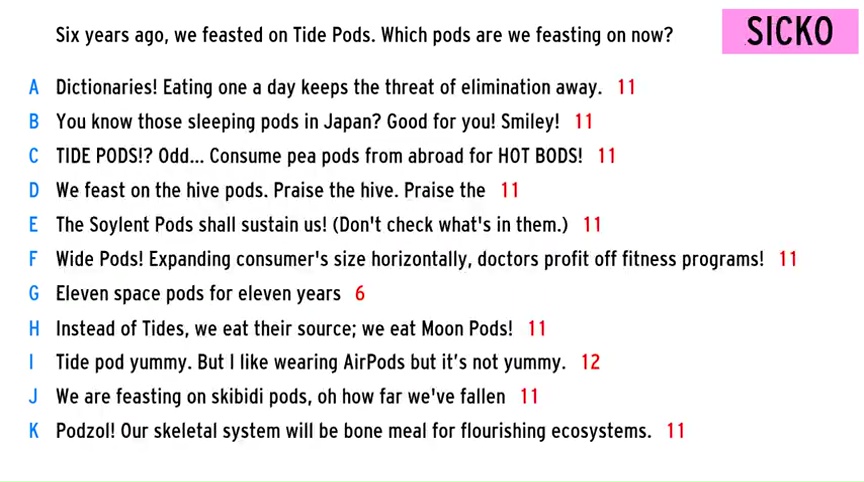 Six years ago, we feasted on Tide Pods. Which pods are we feasting on now?
SICKO
A Dictionaries! Eating one a day keeps the threat of elimination away. 11
B You know those sleeping pods in Japan? Good for you! Smiley! 11
C TIDE PODS!? Odd... Consume pea pods from abroad for HOT BODS! 11
D We feast on the hive pods. Praise the hive. Praise the 11
E The Soylent Pods shall sustain us! (Don't check what's in them.) 11
F Wide Pods! Expanding consumer's size horizontally, doctors profit off fitness programs! 11
G Eleven space pods for eleven years 6
H Instead of Tides, we eat their source; we eat Moon Pods! 11
I Tide pod yummy. But I like wearing AirPods but it’s not yummy. 12
J We are feasting on skibidi pods, oh how far we've fallen 11
K Podzol! Our skeletal system will be bone meal for flourishing ecosystems. 11